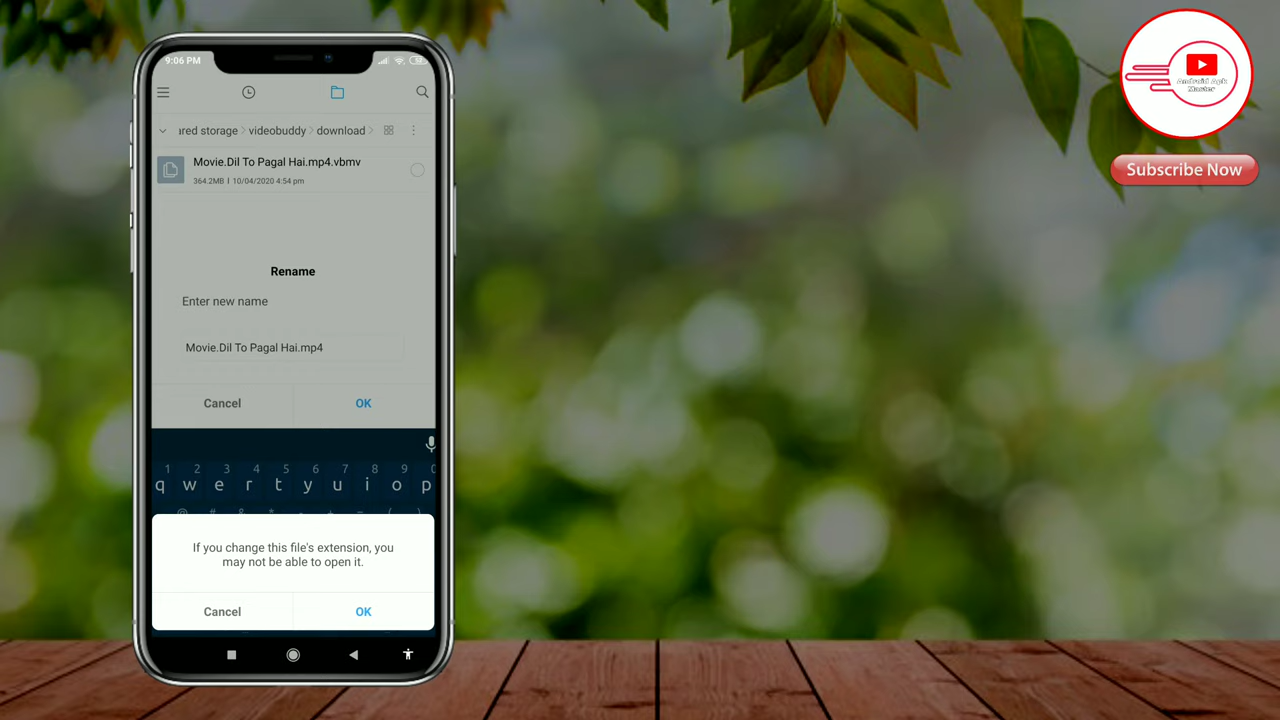 9:06 PM
ared storage
videobuddy
download
Movie.Dil To Pagal Hai.mp4.vbmv
364.2MB | 10/04/2020 4:54 pm
Rename
Enter new name
Movie.Dil To Pagal Hai.mp4
Cancel
OK
1 2 3 4 5 6 7 8 9 0
q w e r t y u i o p
@ # & * - + = ( )
If you change this file's extension, you
may not be able to open it.
Cancel
OK
Android Apk
Master
Subscribe Now